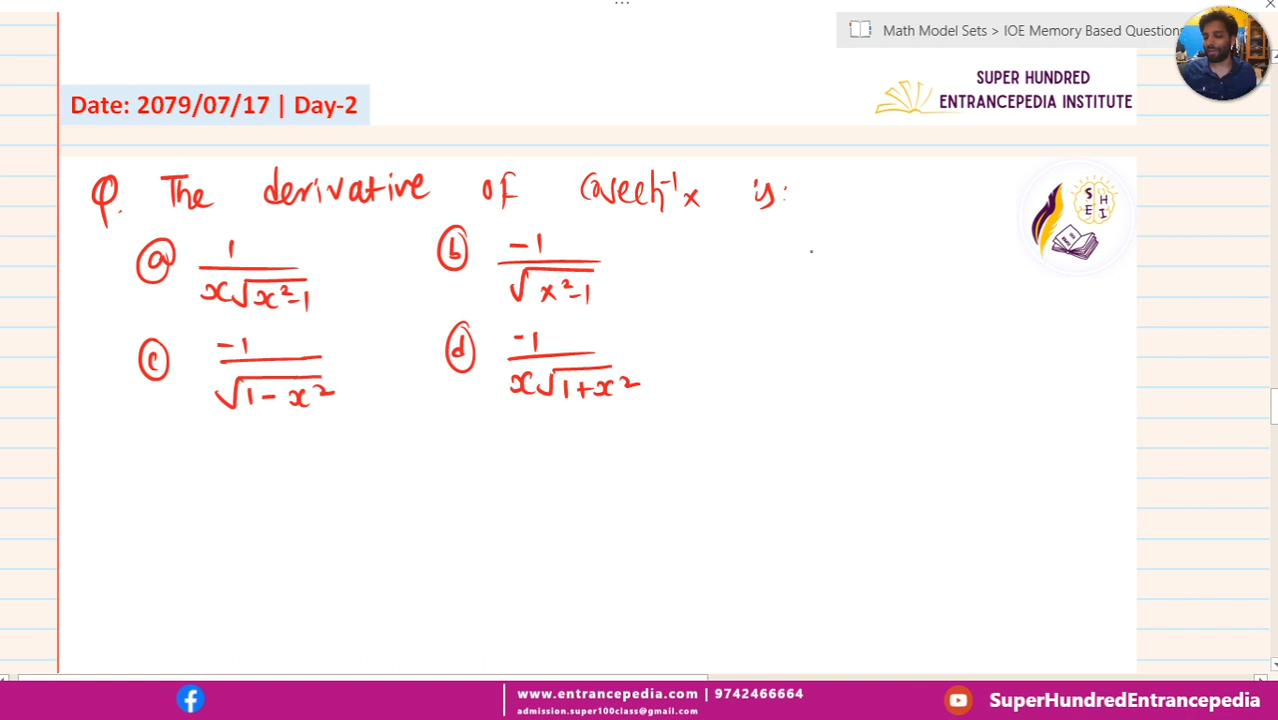 Math Model Sets > IOE Memory Based Questions
SUPER HUNDRED
ENTRANCEPEDIA INSTITUTE
Date: 2079/07/17 | Day-2
S H
E I
Q. The derivative of Cosech⁻¹x is:
(a) 1/(x√(x²-1)) (b) -1/√(x²-1)
(c) -1/√(1-x²) (d) -1/(x√(1+x²))
www.entrancepedia.com | 9742466664
admission.super100class@gmail.com
SuperHundredEntrancepedia